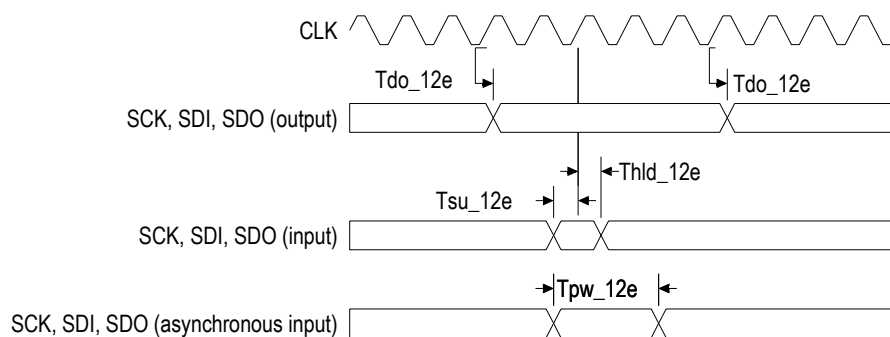 CLK
Tdo_12e
Tdo_12e
SCK, SDI, SDO (output)
Thld_12e
Tsu_12e
SCK, SDI, SDO (input)
Tpw_12e
SCK, SDI, SDO (asynchronous input)